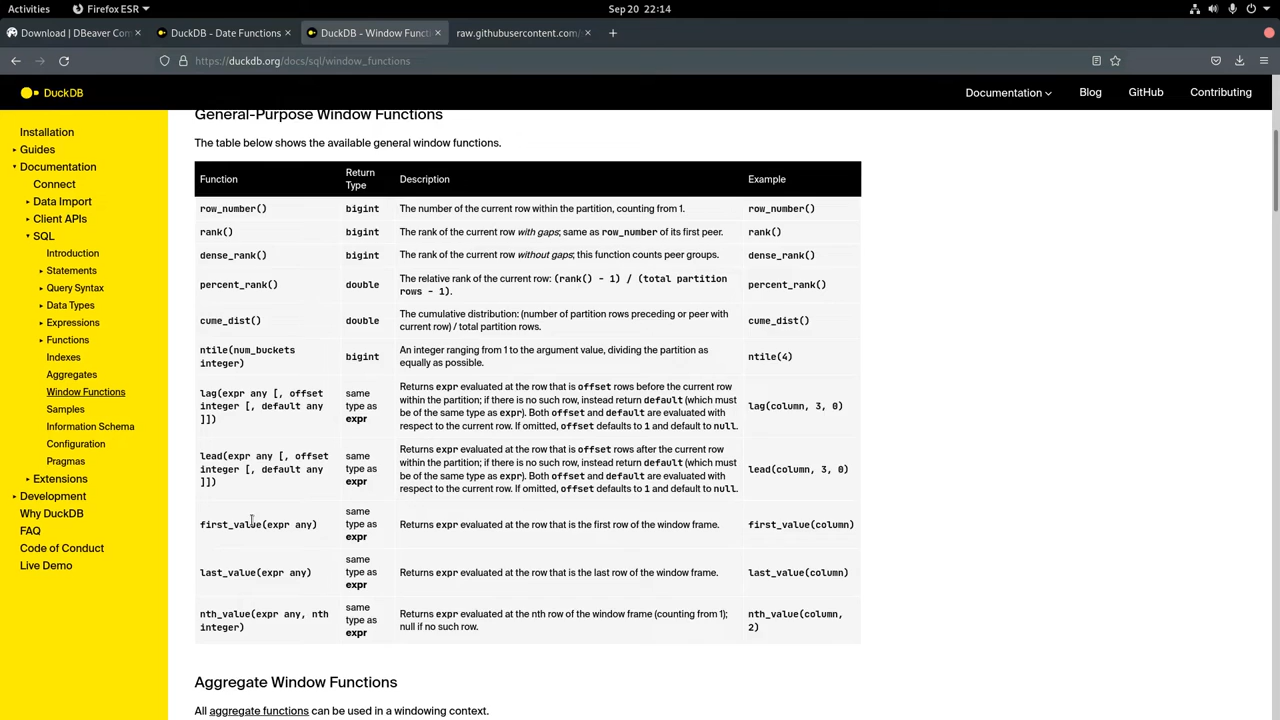 Activities
Firefox ESR
Sep 20 22:14
Download | DBeaver Com
DuckDB - Date Functions
DuckDB - Window Functi
raw.githubusercontent.com/
https://duckdb.org/docs/sql/window_functions
DuckDB
Documentation
Blog
GitHub
Contributing
Installation
Guides
Documentation
Connect
Data Import
Client APIs
SQL
Introduction
Statements
Query Syntax
Data Types
Expressions
Functions
Indexes
Aggregates
Window Functions
Samples
Information Schema
Configuration
Pragmas
Extensions
Development
Why DuckDB
FAQ
Code of Conduct
Live Demo
General-Purpose Window Functions
The table below shows the available general window functions.
Function
Return
Type
Description
Example
row_number()
bigint
The number of the current row within the partition, counting from 1.
row_number()
rank()
bigint
The rank of the current row with gaps; same as row_number of its first peer.
rank()
dense_rank()
bigint
The rank of the current row without gaps; this function counts peer groups.
dense_rank()
percent_rank()
double
The relative rank of the current row: (rank() - 1) / (total partition
rows - 1).
percent_rank()
cume_dist()
double
The cumulative distribution: (number of partition rows preceding or peer with
current row) / total partition rows.
cume_dist()
ntile(num_buckets
integer)
bigint
An integer ranging from 1 to the argument value, dividing the partition as
equally as possible.
ntile(4)
lag(expr any [, offset
integer [, default any
]])
same
type as
expr
Returns expr evaluated at the row that is offset rows before the current row
within the partition; if there is no such row, instead return default (which must
be of the same type as expr). Both offset and default are evaluated with
respect to the current row. If omitted, offset defaults to 1 and default to null.
lag(column, 3, 0)
lead(expr any [, offset
integer [, default any
]])
same
type as
expr
Returns expr evaluated at the row that is offset rows after the current row
within the partition; if there is no such row, instead return default (which must
be of the same type as expr). Both offset and default are evaluated with
respect to the current row. If omitted, offset defaults to 1 and default to null.
lead(column, 3, 0)
first_value(expr any)
same
type as
expr
Returns expr evaluated at the row that is the first row of the window frame.
first_value(column)
last_value(expr any)
same
type as
expr
Returns expr evaluated at the row that is the last row of the window frame.
last_value(column)
nth_value(expr any, nth
integer)
same
type as
expr
Returns expr evaluated at the nth row of the window frame (counting from 1);
null if no such row.
nth_value(column,
2)
Aggregate Window Functions
All aggregate functions can be used in a windowing context.